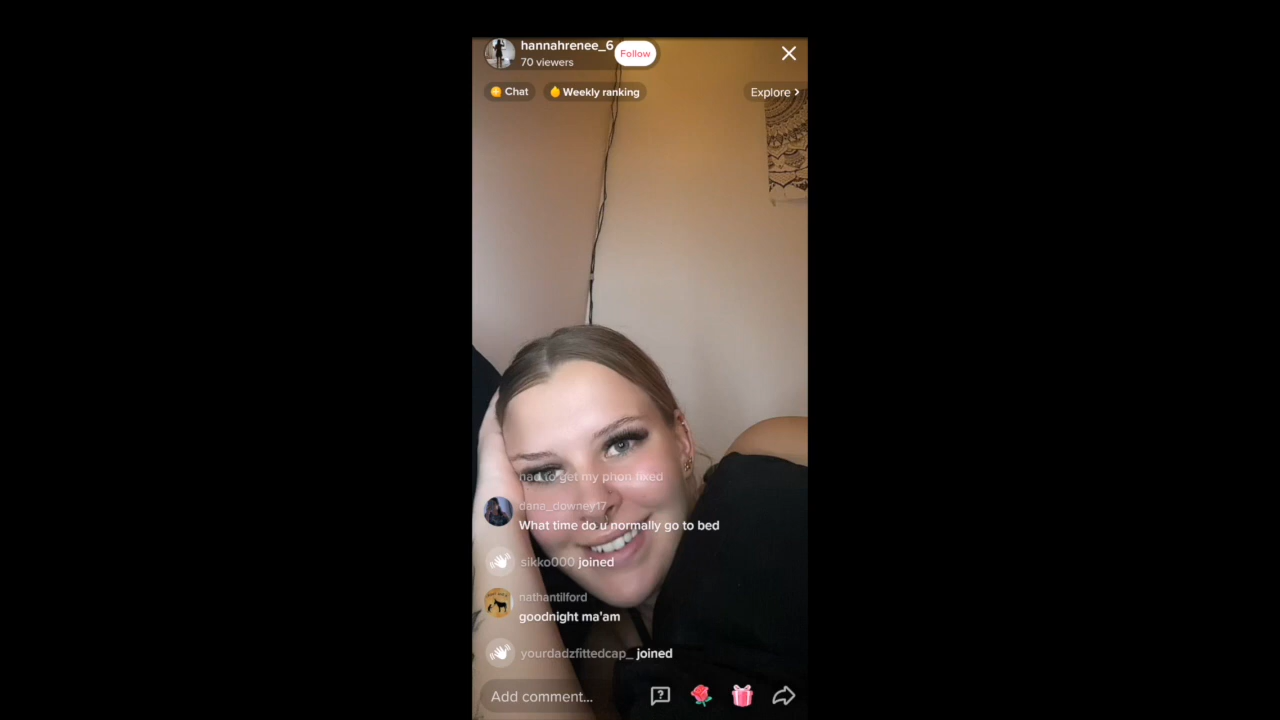 hannahrenee_6
Follow
70 viewers
Chat
Weekly ranking
Explore >
had to get my phon fixed
dana_downey17
What time do u normally go to bed
sikko000 joined
nathantilford
goodnight ma'am
yourdadzfittedcap_ joined
Add comment...